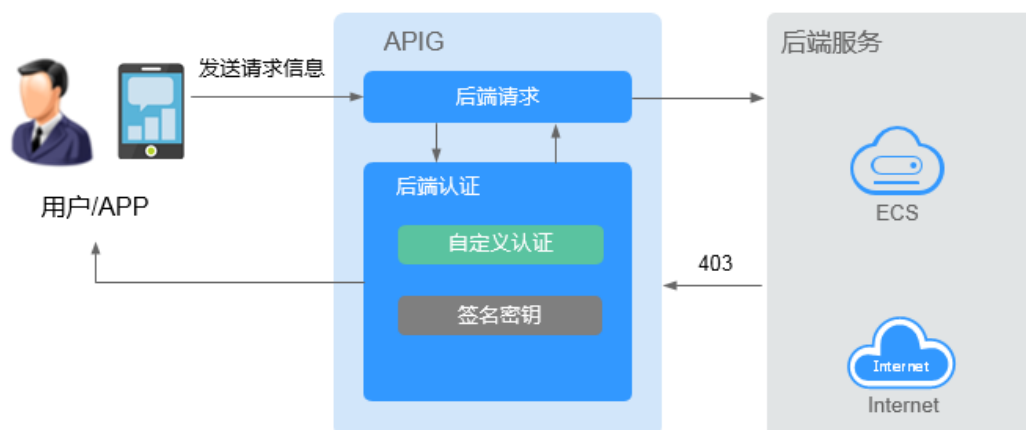 APIG
后端服务
发送请求信息
后端请求
后端认证
用户/APP
ECS
自定义认证
403
签名密钥
Internet
Internet